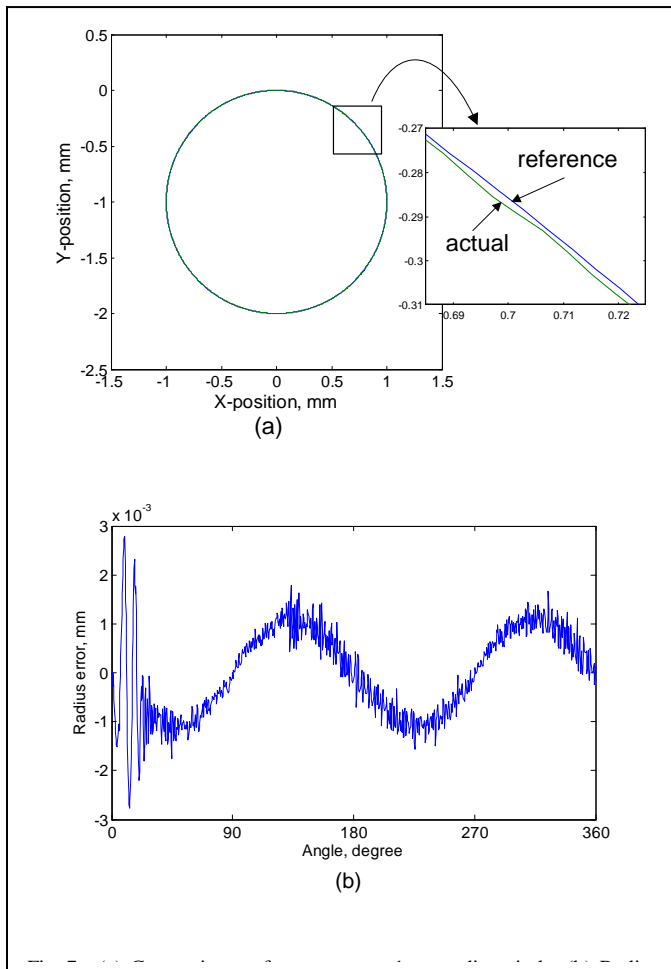 0.5
0
-0.5
-1
-1.5
-2
-2.5
-1.5 -1 -0.5 0 0.5 1 1.5
Y-position, mm
X-position, mm
(a)
-0.27
-0.28
-0.29
-0.3
-0.31
0.69 0.7 0.71 0.72
reference
actual
x 10-3
3
2
1
0
-1
-2
-3
0 90 180 270 360
Radius error, mm
Angle, degree
(b)